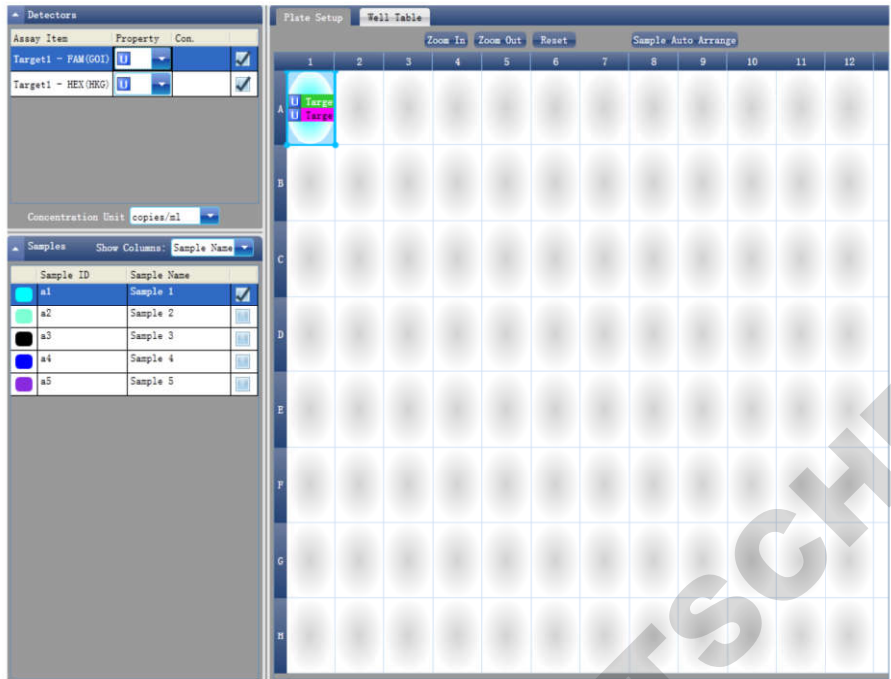 Detectors
Assay Item Property Con.
Target1 - FAM(GOI) U
Target1 - HEX(HKG) U
Concentration Unit copies/ml
Samples Show Columns: Sample Name
Sample ID Sample Name
a1 Sample 1
a2 Sample 2
a3 Sample 3
a4 Sample 4
a5 Sample 5
Plate Setup Well Table
Zoom In Zoom Out Reset Sample Auto Arrange
1 2 3 4 5 6 7 8 9 10 11 12
A
U Targe
U Targe
B
C
D
E
F
G
H
TSCH